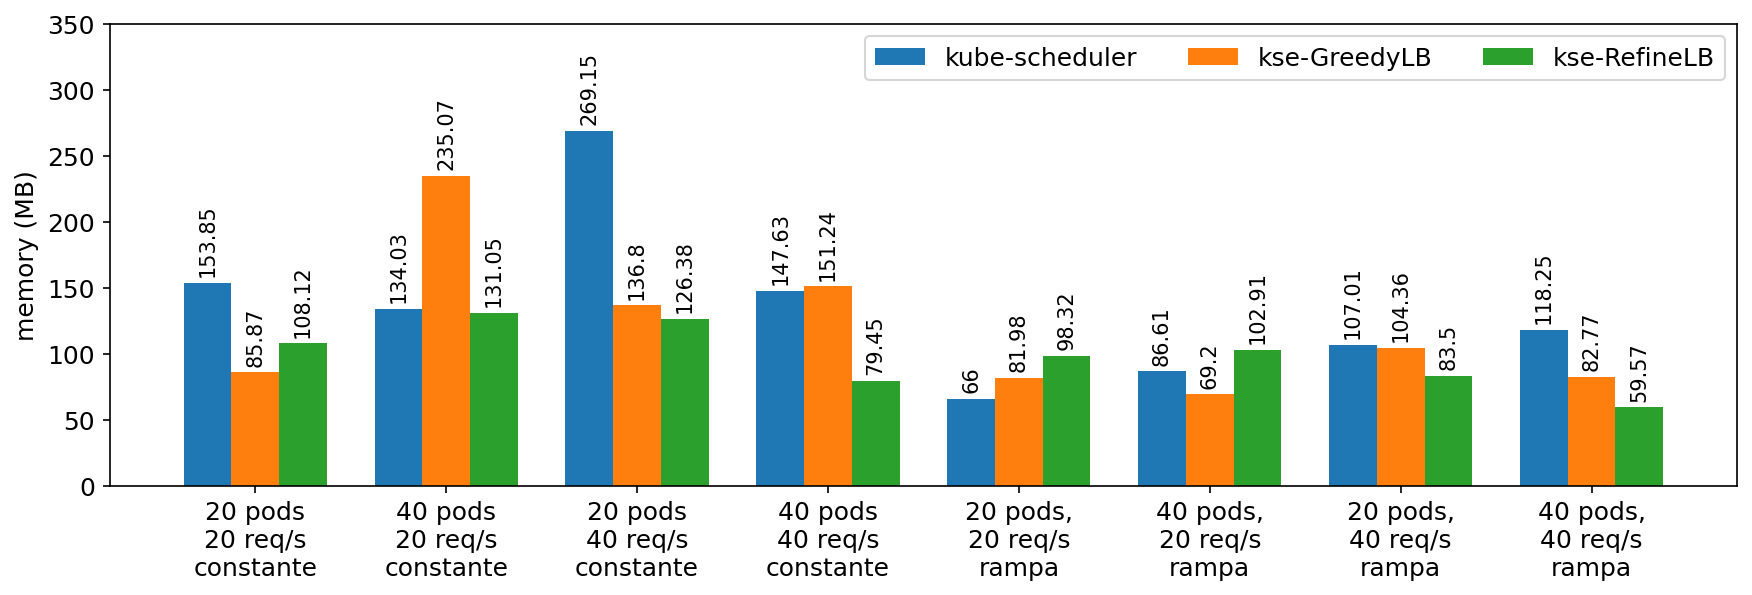 350
300
250
200
150
100
50
0
memory (MB)
kube-scheduler
kse-GreedyLB
kse-RefineLB
153.85
85.87
108.12
134.03
235.07
131.05
269.15
136.8
126.38
147.63
151.24
79.45
66
81.98
98.32
86.61
69.2
102.91
107.01
104.36
83.5
118.25
82.77
59.57
20 pods
20 req/s
constante
40 pods
20 req/s
constante
20 pods
40 req/s
constante
40 pods
40 req/s
constante
20 pods,
20 req/s
rampa
40 pods,
20 req/s
rampa
20 pods,
40 req/s
rampa
40 pods,
40 req/s
rampa